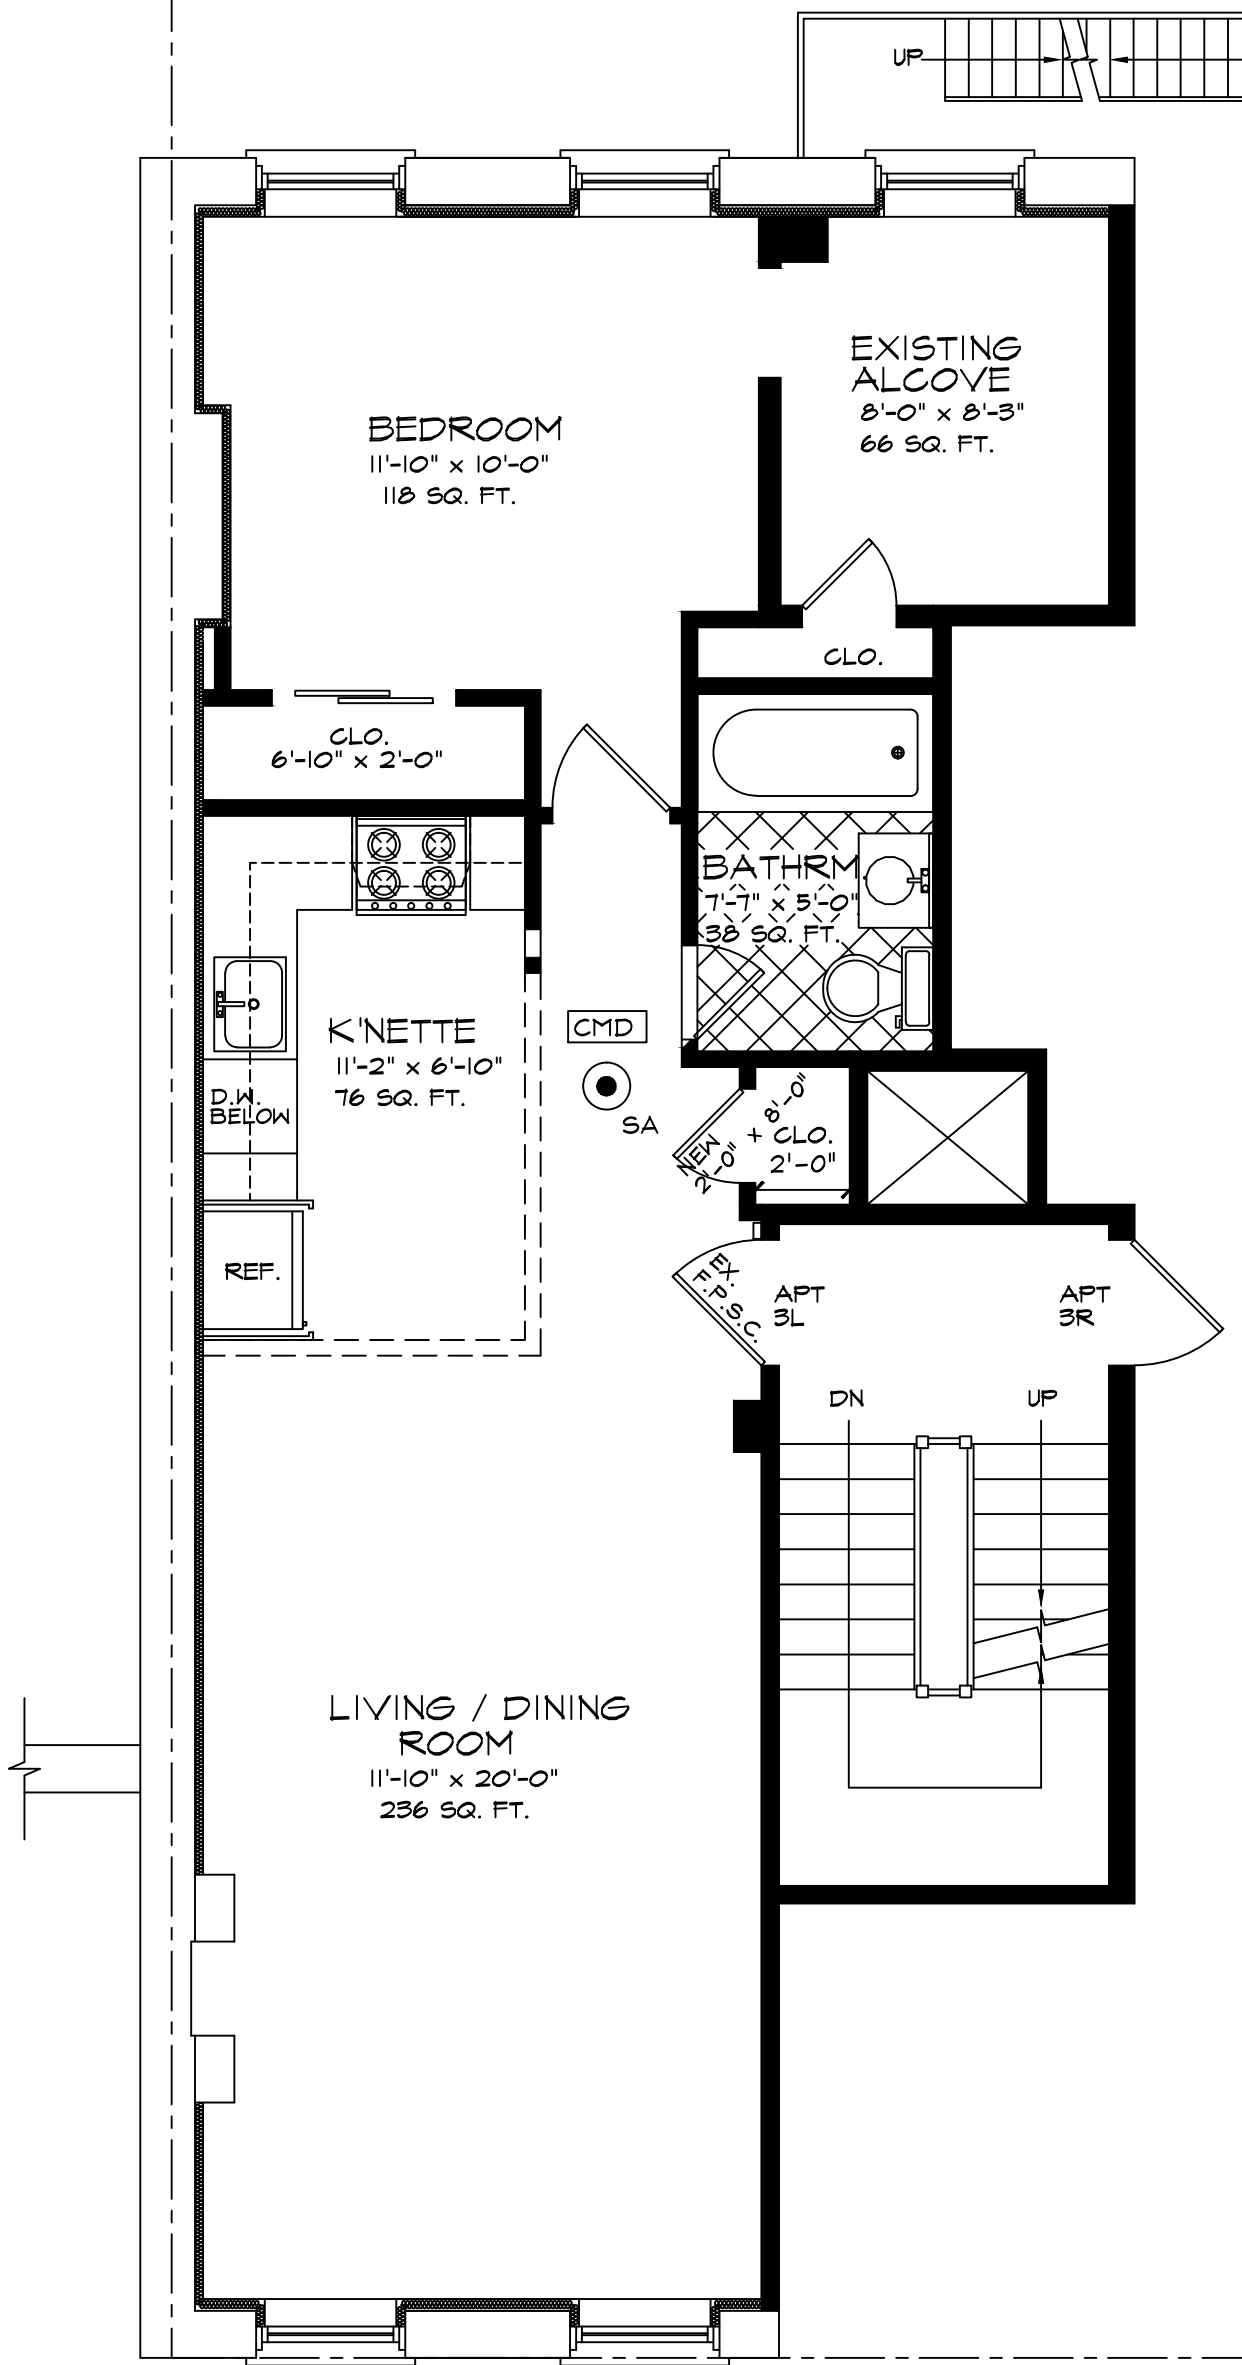 UP
EXISTING
ALCOVE
8'-0" x 8'-3"
66 SQ. FT.
BEDROOM
11'-10" x 10'-0"
118 SQ. FT.
CLO.
CLO.
6'-10" x 2'-0"
BATHRM.
7'-7" x 5'-0"
38 SQ. FT.
K'NETTE
11'-2" x 6'-10"
76 SQ. FT.
CMD
SA
D.W.
BELOW
NEW CLO.
2'-0" x 8'-0"
2'-0"
REF.
EX.
F.P.S.C.
APT
3L
APT
3R
DN
UP
LIVING / DINING
ROOM
11'-10" x 20'-0"
236 SQ. FT.